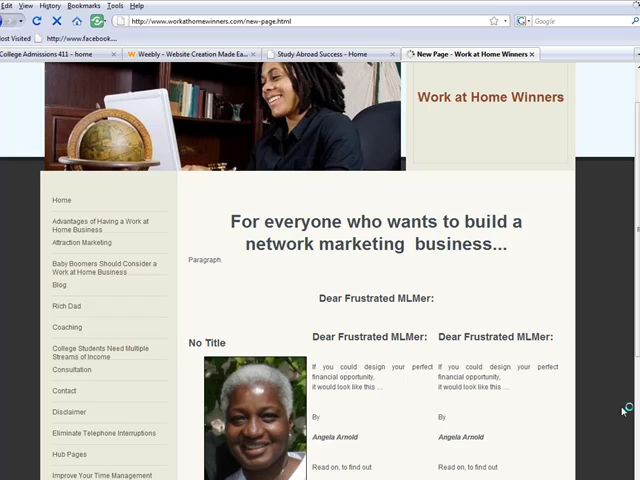 Edit View History Bookmarks Tools Help
http://www.workathomewinners.com/new-page.html
Google
Most Visited http://www.facebook....
College Admissions 411 - home
Weebly - Website Creation Made Ea...
Study Abroad Success - Home
New Page - Work at Home Winners
Work at Home Winners
Home
Advantages of Having a Work at
Home Business
Attraction Marketing
Baby Boomers Should Consider a
Work at Home Business
Blog
Rich Dad
Coaching
College Students Need Multiple
Streams of Income
Consultation
Contact
Disclaimer
Eliminate Telephone Interruptions
Hub Pages
Improve Your Time Management
For everyone who wants to build a
network marketing business...
Paragraph.
Dear Frustrated MLMer:
No Title
Dear Frustrated MLMer:
If you could design your perfect
financial opportunity,
it would look like this ...
By
Angela Arnold
Read on, to find out
Dear Frustrated MLMer:
If you could design your perfect
financial opportunity,
it would look like this ...
By
Angela Arnold
Read on, to find out